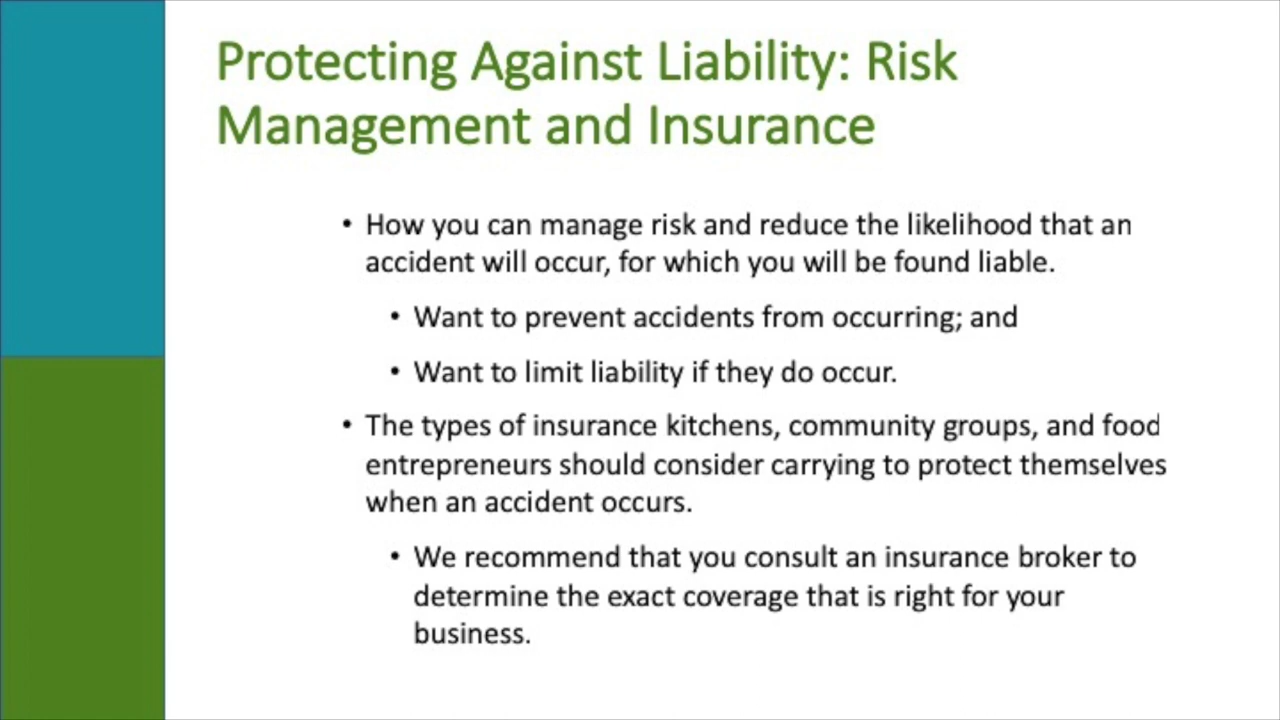 Protecting Against Liability: Risk
Management and Insurance
• How you can manage risk and reduce the likelihood that an
accident will occur, for which you will be found liable.
• Want to prevent accidents from occurring; and
• Want to limit liability if they do occur.
• The types of insurance kitchens, community groups, and food
entrepreneurs should consider carrying to protect themselves
when an accident occurs.
• We recommend that you consult an insurance broker to
determine the exact coverage that is right for your
business.